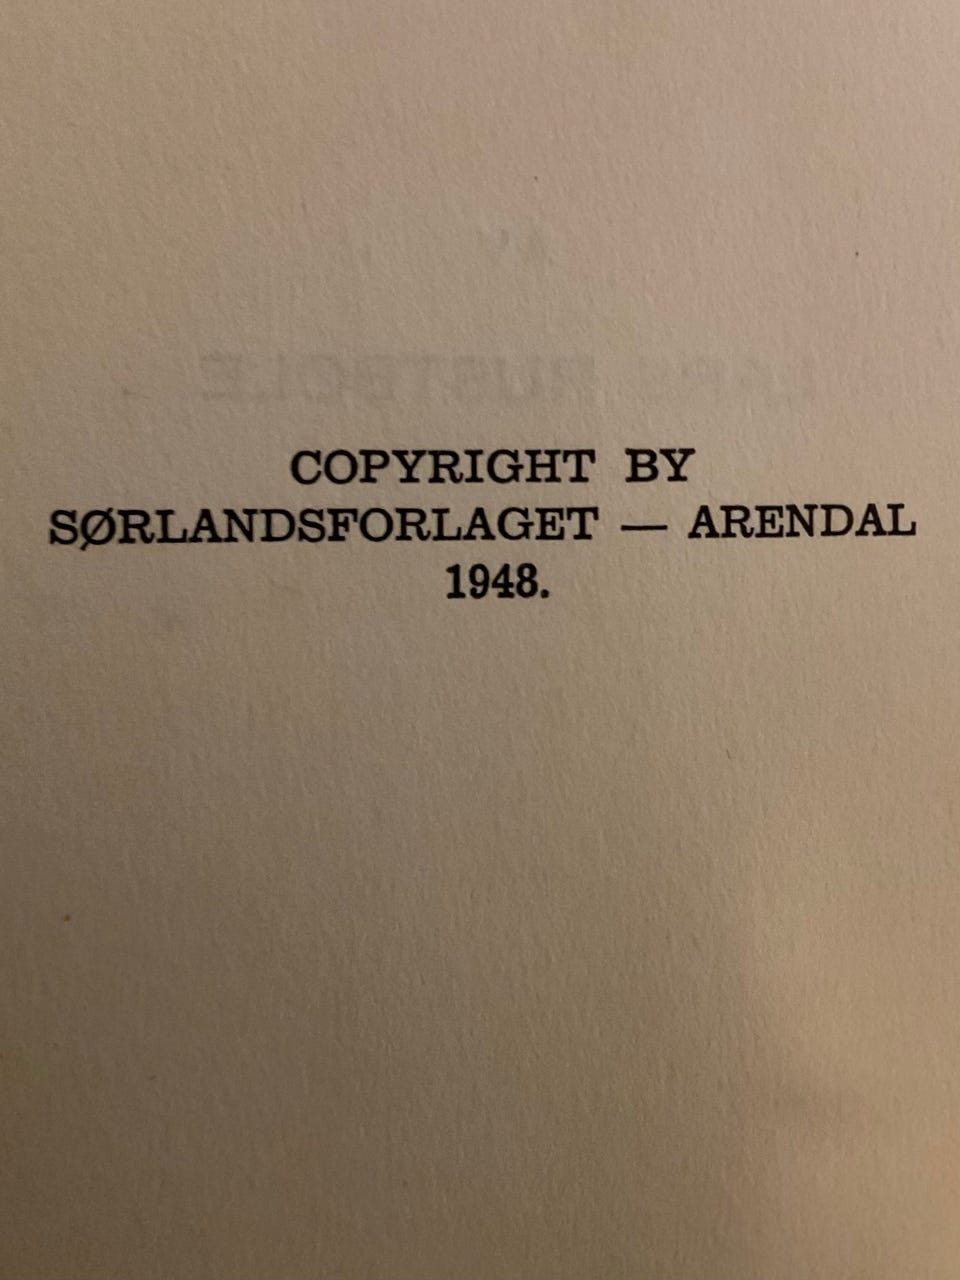 COPYRIGHT BY
SØRLANDSFORLAGET — ARENDAL
1948.